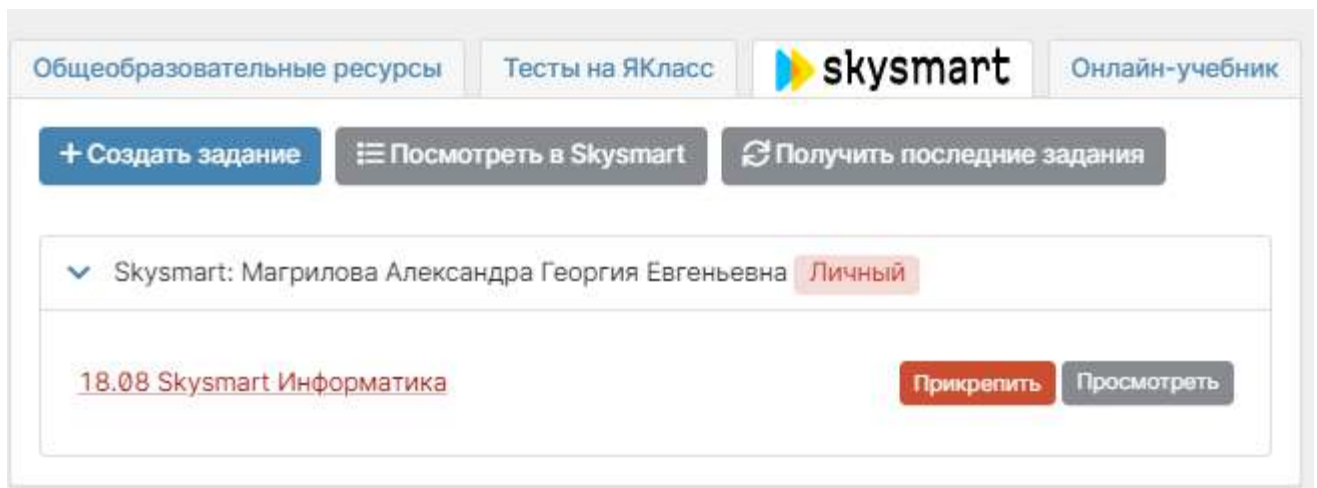 Общеобразовательные ресурсы Тесты на ЯКласс skysmart Онлайн-учебник
+ Создать задание Посмотреть в Skysmart Получить последние задания
Skysmart: Магрилова Александра Георгия Евгеньевна Личный
18.08 Skysmart Информатика Прикрепить Просмотреть